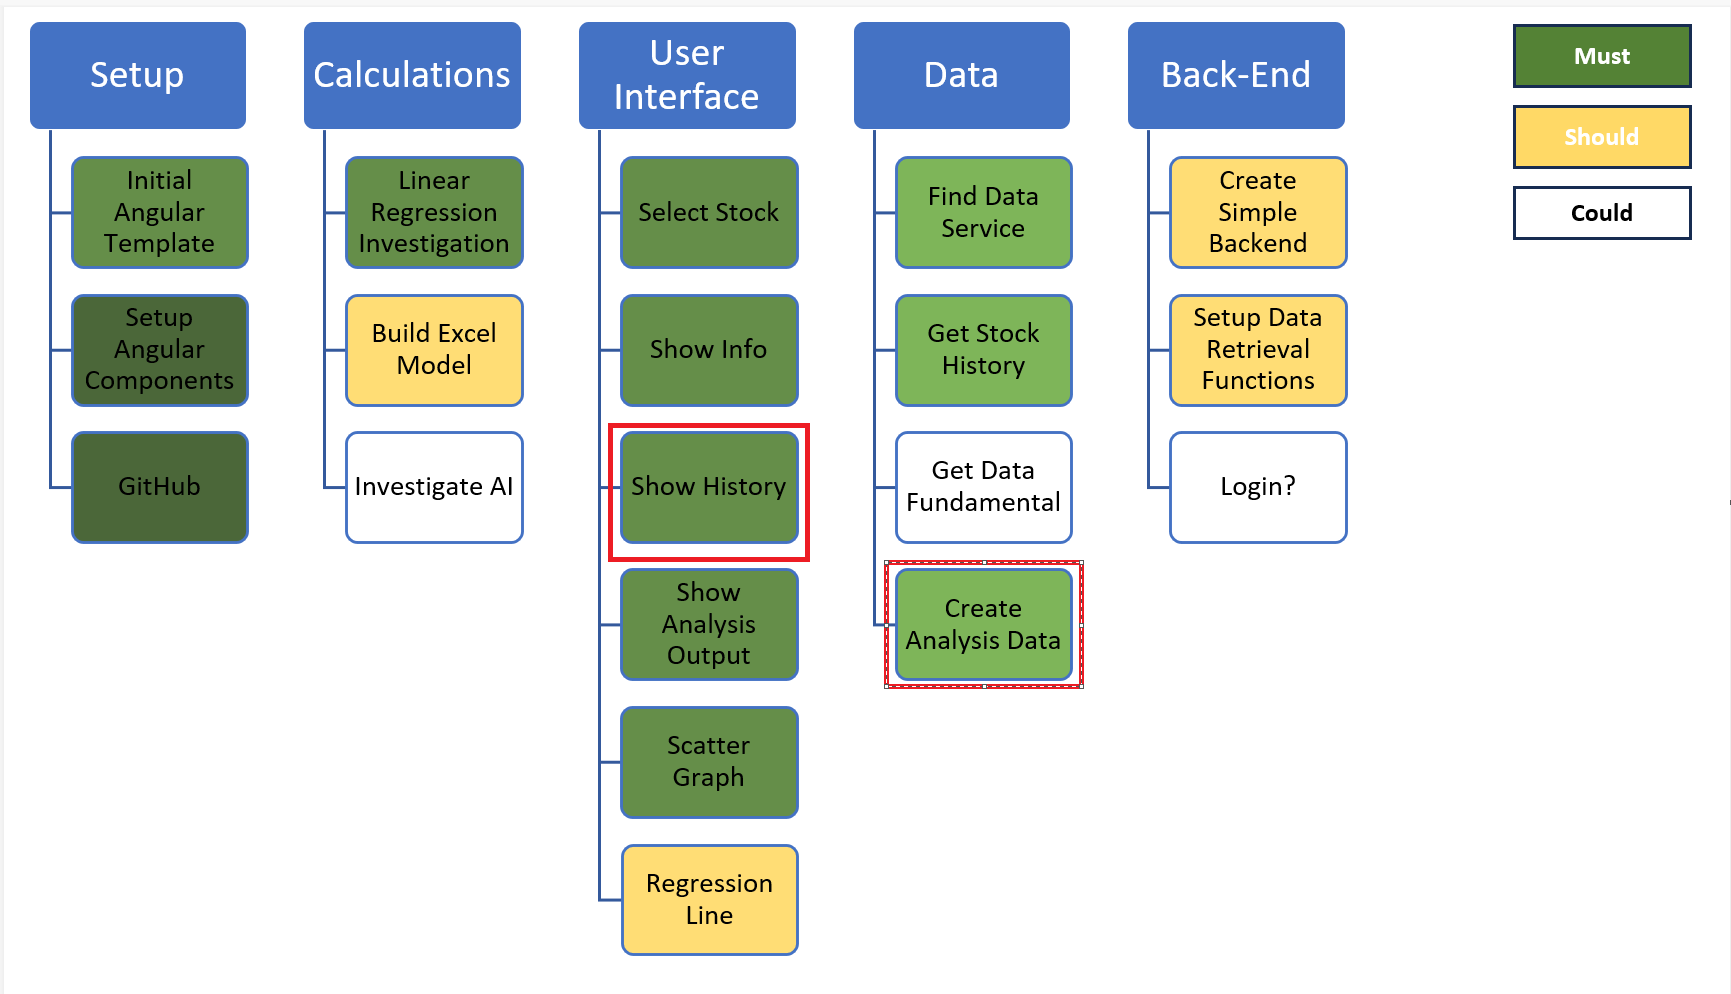 Setup
Initial
Angular
Template
Setup
Angular
Components
GitHub
Calculations
Linear
Regression
Investigation
Build Excel
Model
Investigate AI
User
Interface
Select Stock
Show Info
Show History
Show
Analysis
Output
Scatter
Graph
Regression
Line
Data
Find Data
Service
Get Stock
History
Get Data
Fundamental
Create
Analysis Data
Back-End
Create
Simple
Backend
Setup Data
Retrieval
Functions
Login?
Must
Should
Could